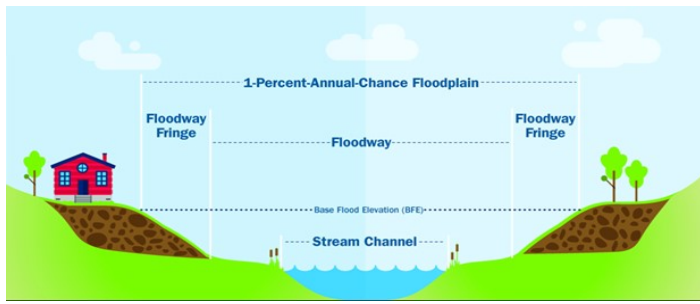 1-Percent-Annual-Chance Floodplain
Floodway
Fringe
Floodway
Floodway
Fringe
Base Flood Elevation (BFE)
Stream Channel